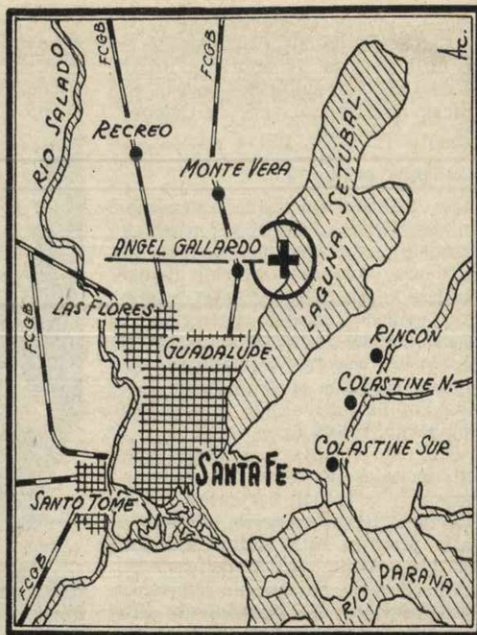 FCGB
FCGB
Ac.
RIO SALADO
RECREO
MONTE VERA
LAGUNA SETUBAL
ANGEL GALLARDO
LAS FLORES
FCGB
GUADALUPE
RINCON
COLASTINE N.
COLASTINE SUR
SANTA FE
SANTO TOME
FCGB
RIO PARANA